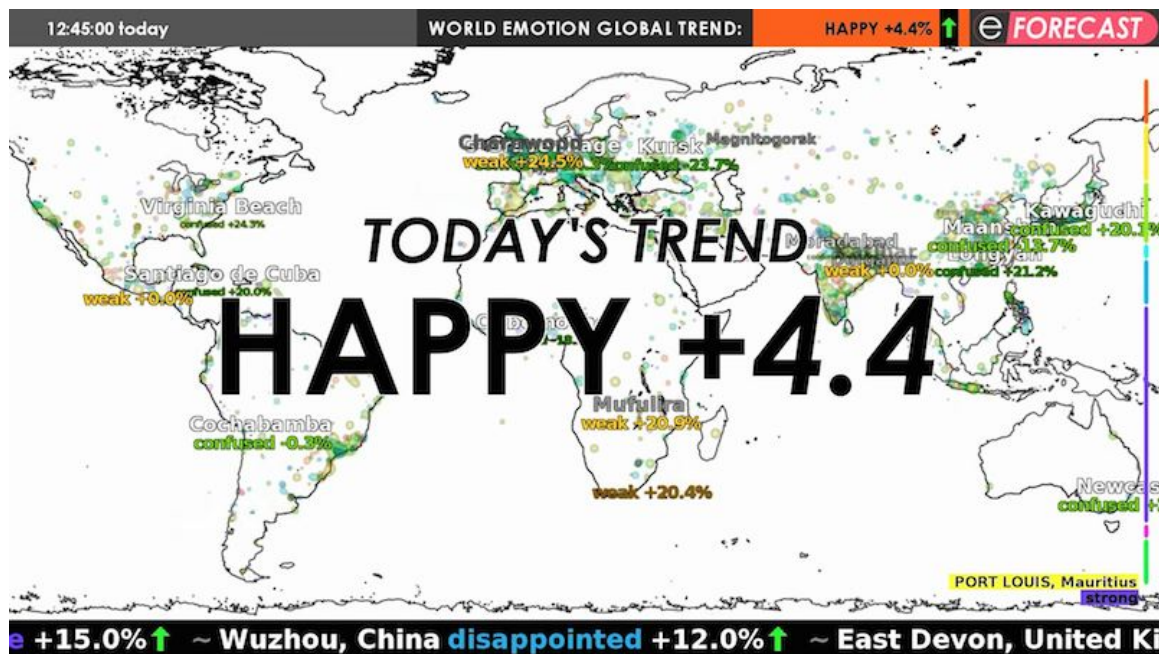 12:45:00 today
WORLD EMOTION GLOBAL TREND:
HAPPY +4.4%
e FORECAST
Magnitogorsk
Kursk
weak +24.5%
confused -23.7%
Virginia Beach
confused +24.3%
Kawaguchi
confused +20.1%
TODAY'S TREND
Moradabad
confused -13.7%
Longyan
Santiago de Cuba
weak +0.0%
confused +21.2%
weak +0.0%
confused +20.0%
HAPPY +4.4
Mufulira
weak +20.9%
Cochabamba
confused -0.3%
weak +20.4%
Newcas
confused +
PORT LOUIS, Mauritius
strong
e +15.0% ~ Wuzhou, China disappointed +12.0% ~ East Devon, United Ki